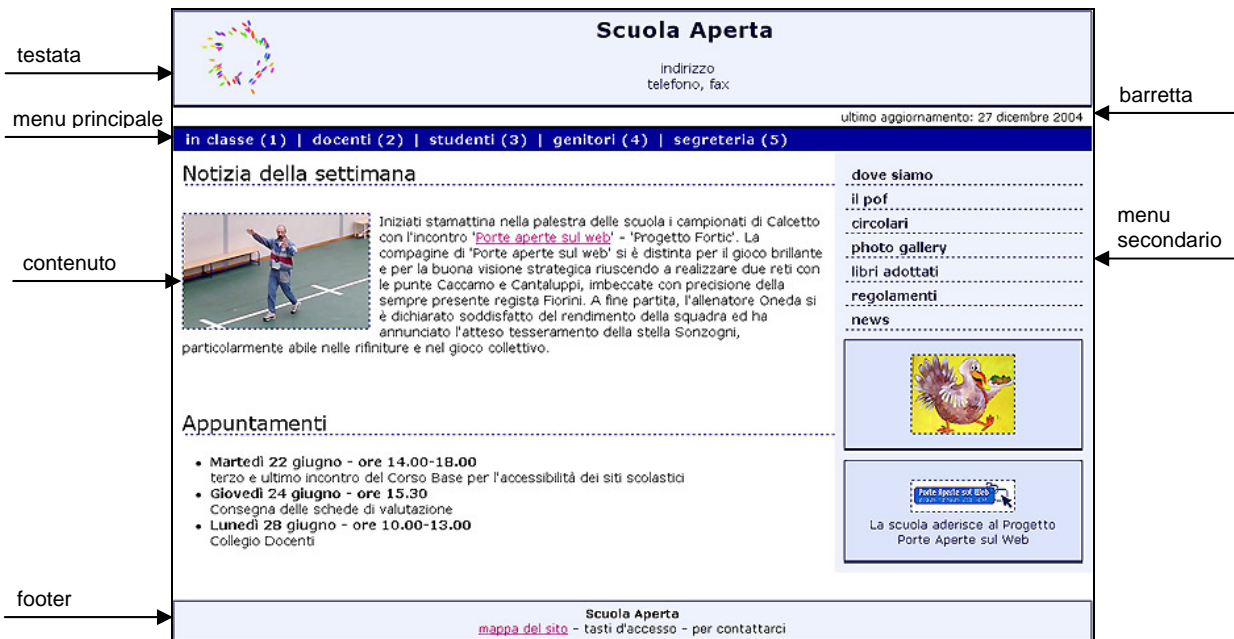 Scuola Aperta
indirizzo
telefono, fax
testata
barretta
ultimo aggiornamento: 27 dicembre 2004
menu principale
in classe (1) | docenti (2) | studenti (3) | genitori (4) | segreteria (5)
Notizia della settimana
Iniziati stamattina nella palestra delle scuola i campionati di Calcetto
con l'incontro 'Porte aperte sul web' - 'Progetto Fortic'. La
compagine di 'Porte aperte sul web' si è distinta per il gioco brillante
e per la buona visione strategica riuscendo a realizzare due reti con
le punte Caccamo e Cantaluppi, imbeccate con precisione della
sempre presente regista Fiorini. A fine partita, l'allenatore Oneda si
è dichiarato soddisfatto del rendimento della squadra ed ha
annunciato l'atteso tesseramento della stella Sonzogni,
particolarmente abile nelle rifiniture e nel gioco collettivo.
contenuto
dove siamo
il pof
circolari
photo gallery
libri adottati
regolamenti
news
menu
secondario
Appuntamenti
• Martedì 22 giugno - ore 14.00-18.00
terzo e ultimo incontro del Corso Base per l'accessibilità dei siti scolastici
• Giovedì 24 giugno - ore 15.30
Consegna delle schede di valutazione
• Lunedì 28 giugno - ore 10.00-13.00
Collegio Docenti
Porte Aperte sul Web
La scuola aderisce al Progetto
Porte Aperte sul Web
footer
Scuola Aperta
mappa del sito - tasti d'accesso - per contattarci